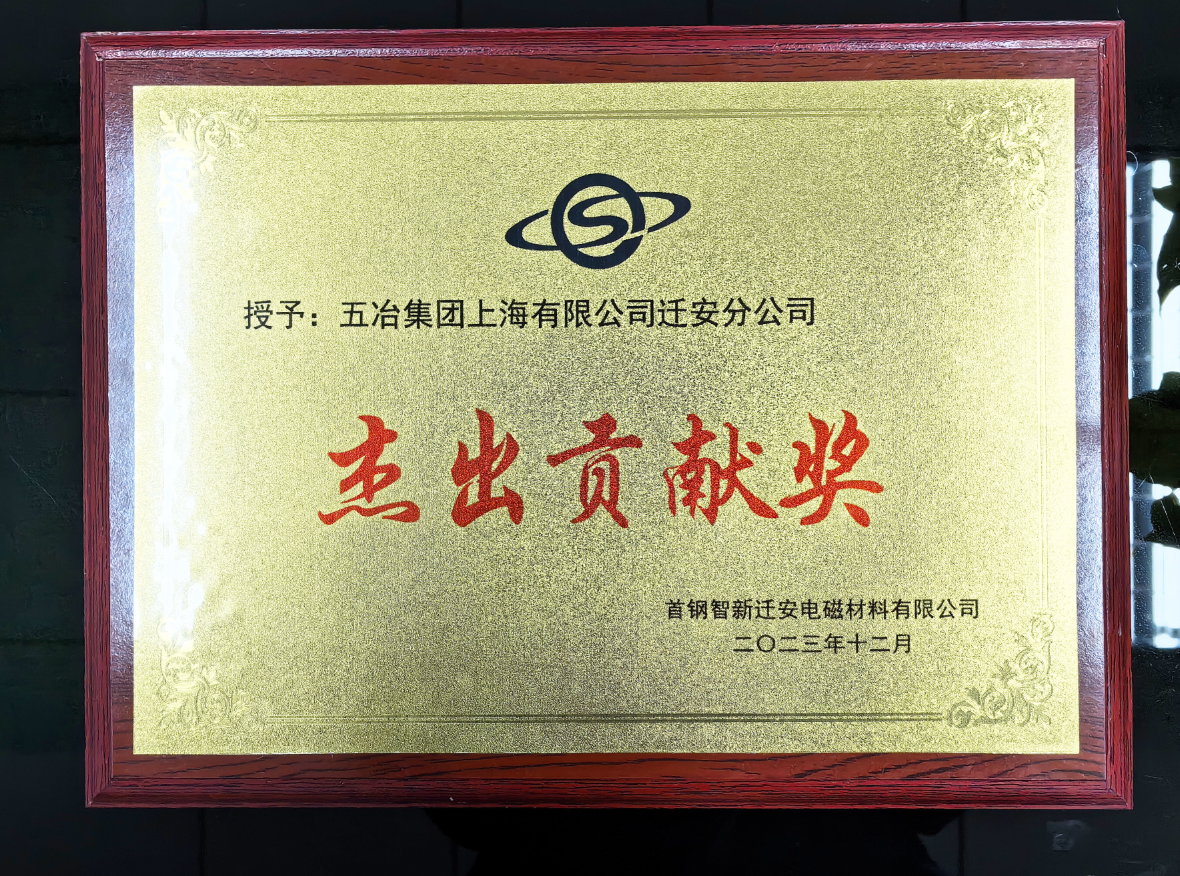 授予：五冶集团上海有限公司迁安分公司
杰出贡献奖
首钢智新迁安电磁材料有限公司
二〇二三年十二月